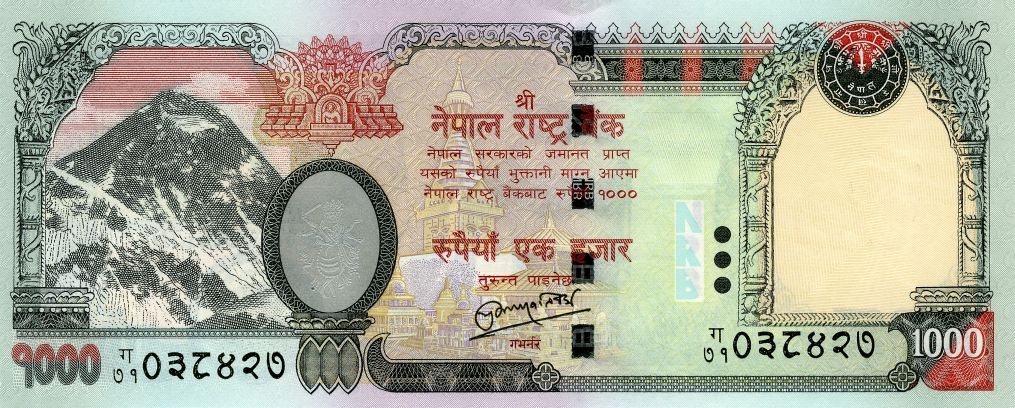 श्री
नेपाल राष्ट्र बैंक
नेपाल सरकारको जमानत प्राप्त
यसको रुपैयाँ भुक्तानी माग्न आएमा
नेपाल राष्ट्र बैंकबाट रुपैयाँ १०००
रुपैयाँ एक हजार
तुरुन्त पाइनेछ
गभर्नर
NRB
१०००
ग
७१ ०३८४२७
ग
७१ ०३८४२७
1000